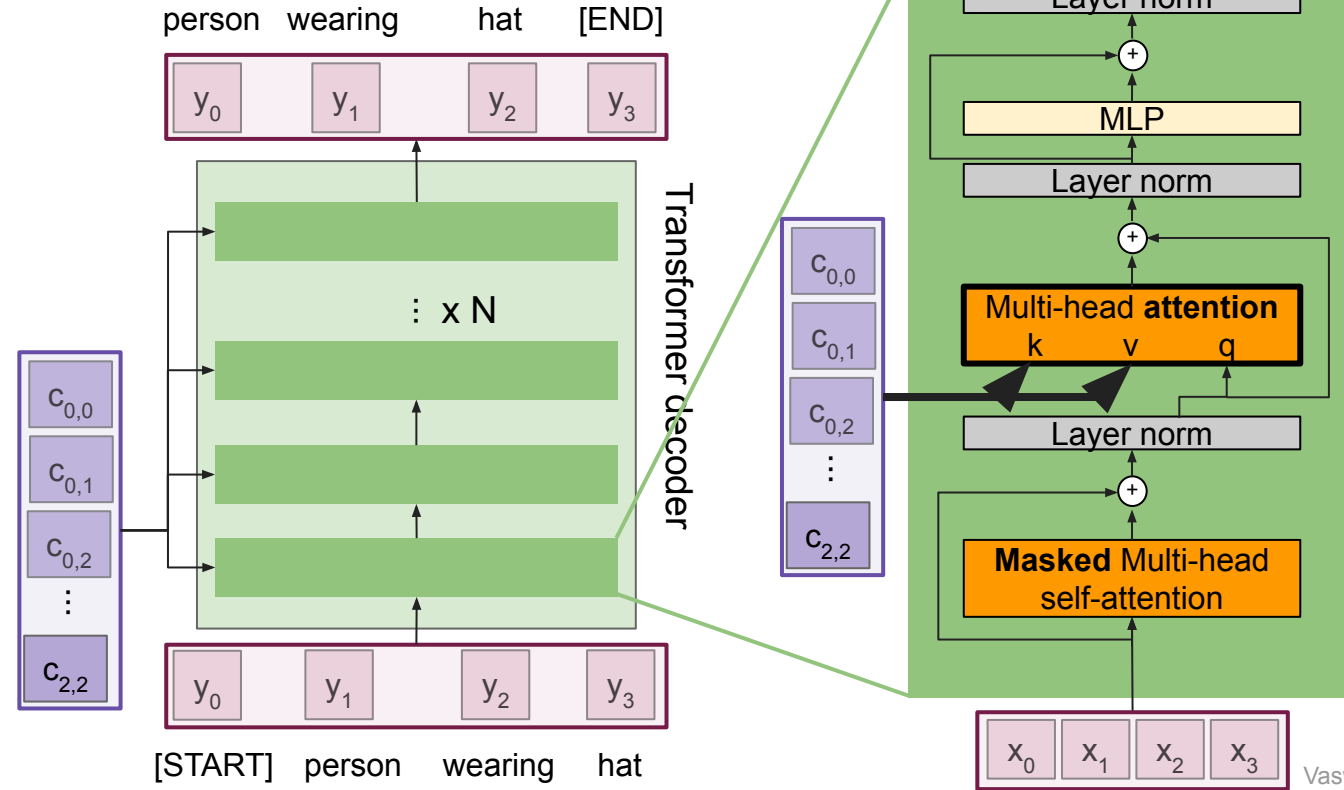 person wearing hat [END]
y0 y1 y2 y3
⋮ x N
Transformer decoder
c0,0
c0,1
c0,2
⋮
c2,2
y0 y1 y2 y3
[START] person wearing hat
Layer norm
+
MLP
Layer norm
+
Multi-head attention
k v q
c0,0
c0,1
c0,2
⋮
c2,2
Layer norm
+
Masked Multi-head
self-attention
x0 x1 x2 x3
Vas